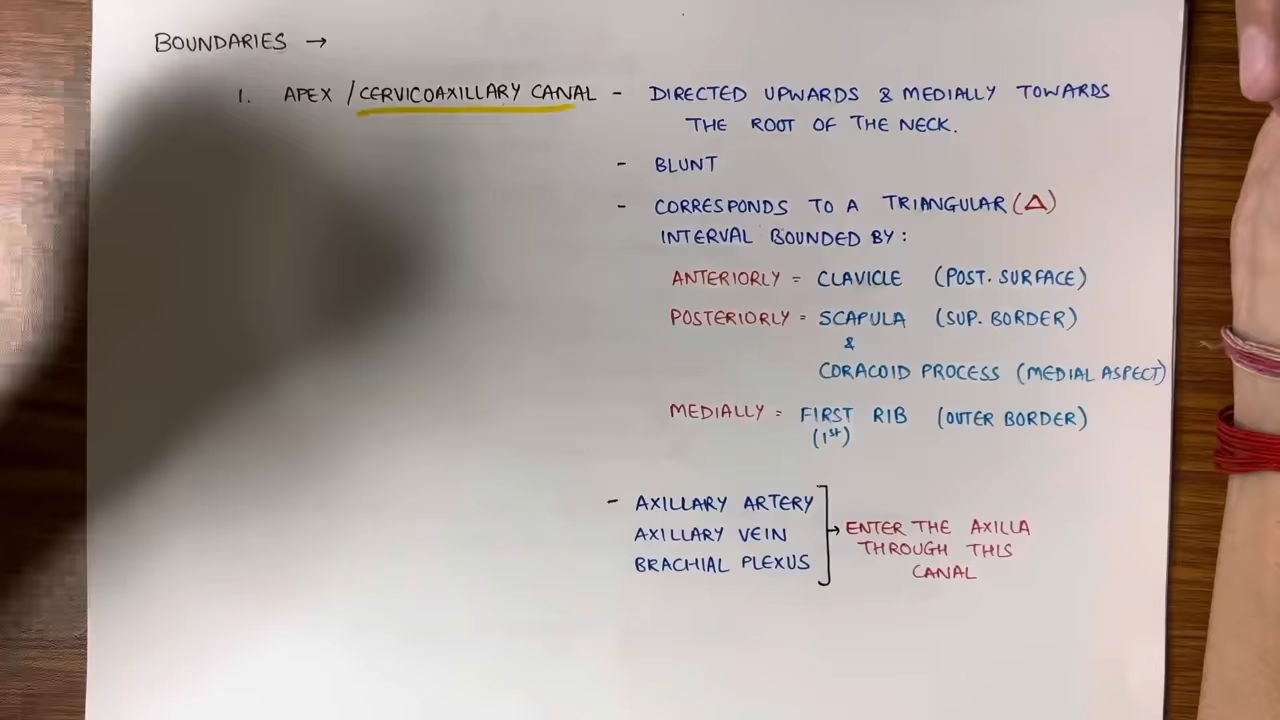 BOUNDARIES →
1. APEX / CERVICOAXILLARY CANAL - DIRECTED UPWARDS & MEDIALLY TOWARDS
THE ROOT OF THE NECK.
- BLUNT
- CORRESPONDS TO A TRIANGULAR (Δ)
INTERVAL BOUNDED BY:
ANTERIORLY = CLAVICLE (POST. SURFACE)
POSTERIORLY = SCAPULA (SUP. BORDER)
&
CORACOID PROCESS (MEDIAL ASPECT)
MEDIALLY = FIRST RIB (OUTER BORDER)
(1st)
- AXILLARY ARTERY
AXILLARY VEIN
BRACHIAL PLEXUS
→ ENTER THE AXILLA
THROUGH THIS
CANAL